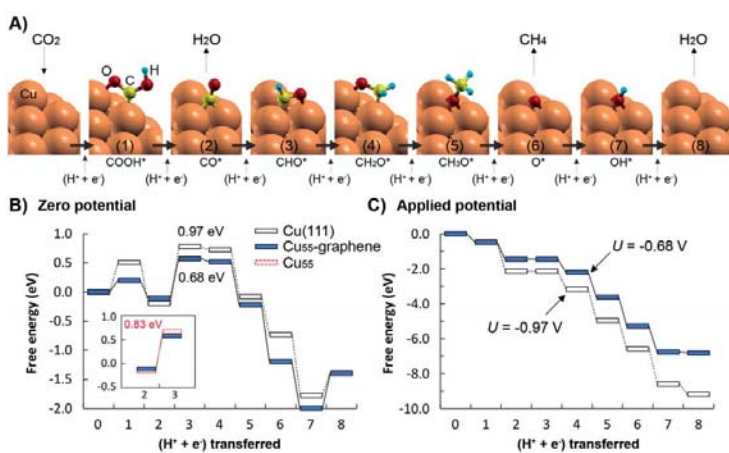 A)
CO2 H2O CH4 H2O
O H C
Cu
(1) (2) (3) (4) (5) (6) (7) (8)
COOH* CO* CHO* CH2O* CH3O* O* OH*
(H+ + e-) (H+ + e-) (H+ + e-) (H+ + e-) (H+ + e-) (H+ + e-) (H+ + e-) (H+ + e-)
B) Zero potential
Free energy (eV)
1.0
0.5
0.0
-0.5
-1.0
-1.5
-2.0
0.97 eV
0.68 eV
Cu(111)
Cu55-graphene
Cu55
1.0
0.5
0.0
-0.5
0.83 eV
2 3
0 1 2 3 4 5 6 7 8
(H+ + e-) transferred
C) Applied potential
Free energy (eV)
0.0
-2.0
-4.0
-6.0
-8.0
-10.0
U = -0.68 V
U = -0.97 V
0 1 2 3 4 5 6 7 8
(H+ + e-) transferred